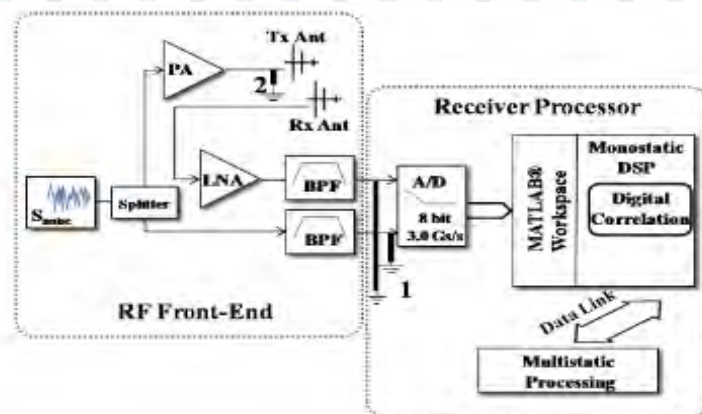 Tx Ant
PA
2
Rx Ant
Receiver Processor
LNA
BPF
A/D
8 bit
3.0 Gs/s
MATLAB®
Workspace
Monostatic
DSP
Digital
Correlation
Snoise
Splitter
BPF
1
RF Front-End
Data Link
Multistatic
Processing